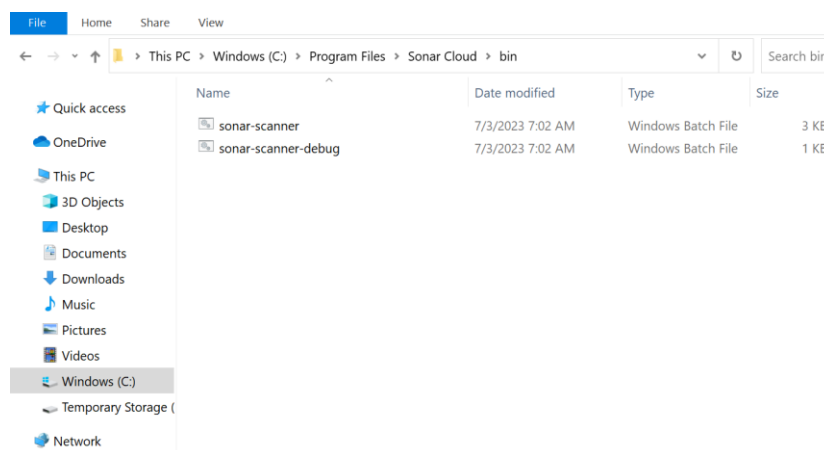 File Home Share View
This PC > Windows (C:) > Program Files > Sonar Cloud > bin
Search bin
Name Date modified Type Size
sonar-scanner 7/3/2023 7:02 AM Windows Batch File 3 KB
sonar-scanner-debug 7/3/2023 7:02 AM Windows Batch File 1 KB
Quick access
OneDrive
This PC
3D Objects
Desktop
Documents
Downloads
Music
Pictures
Videos
Windows (C:)
Temporary Storage (
Network